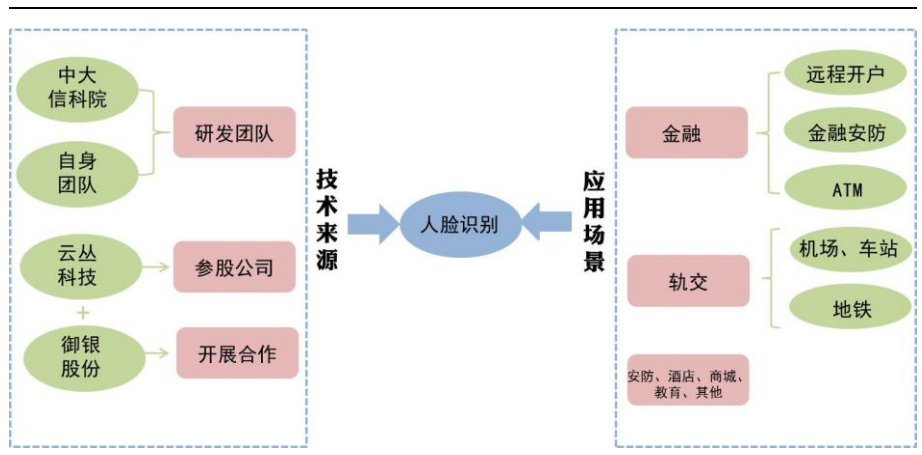 中大
信科院
研发团队
自身
团队
云丛
科技
参股公司
+
御银
股份
开展合作
技术来源
人脸识别
应用场景
金融
远程开户
金融安防
ATM
轨交
机场、车站
地铁
安防、酒店、商城、
教育、其他